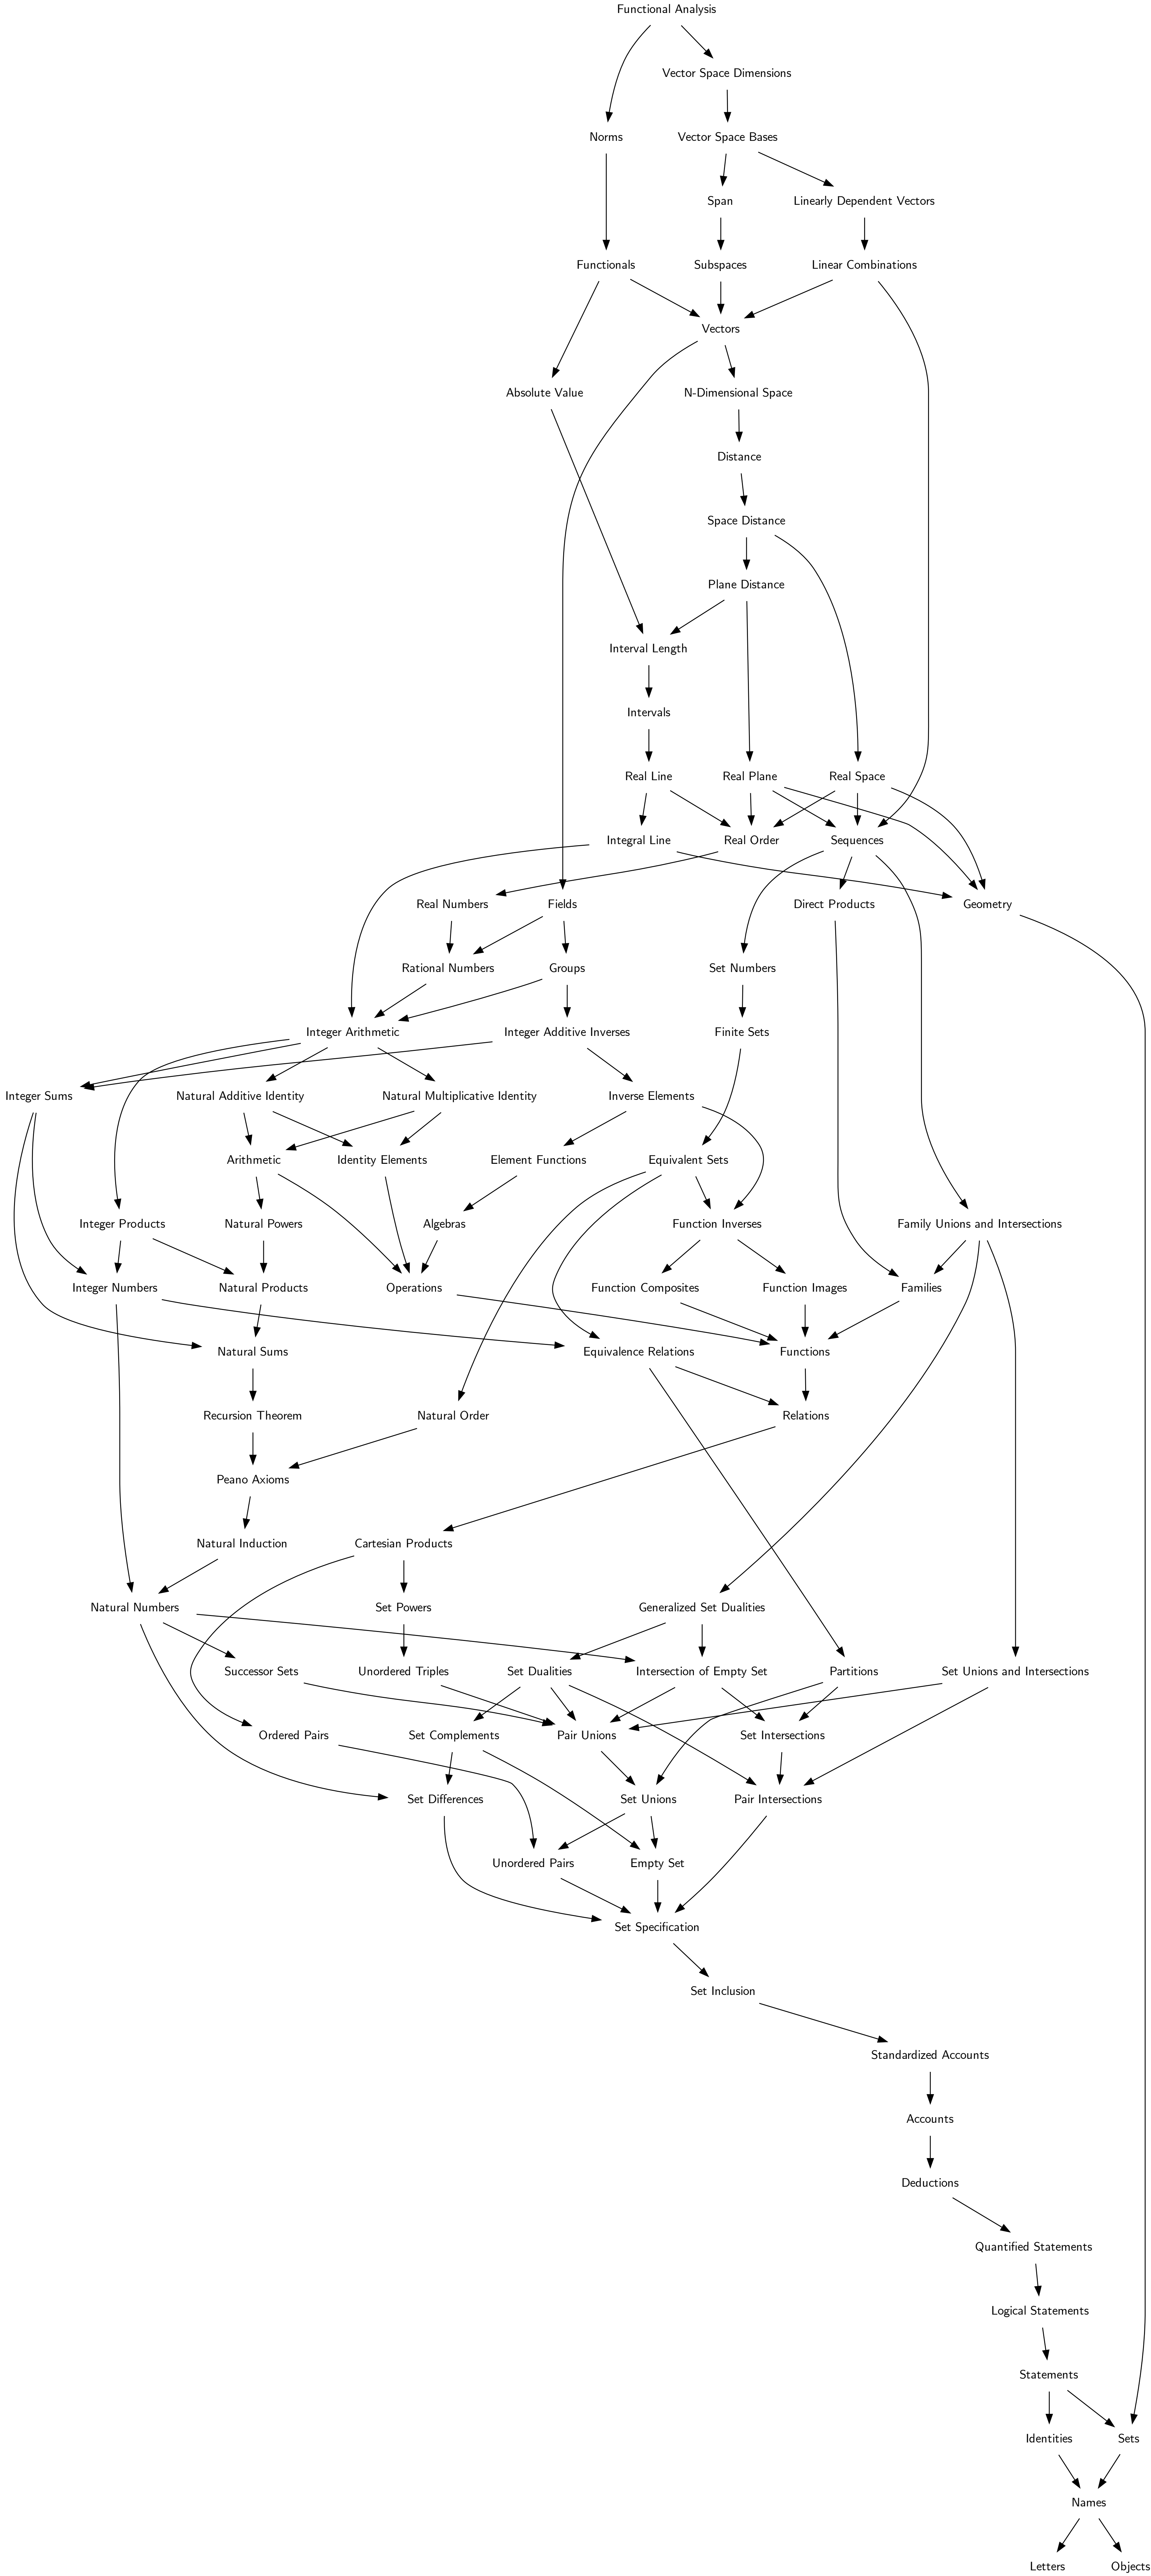 Functional Analysis
Vector Space Dimensions
Norms
Vector Space Bases
Span
Linearly Dependent Vectors
Functionals
Subspaces
Linear Combinations
Vectors
Absolute Value
N-Dimensional Space
Distance
Space Distance
Plane Distance
Interval Length
Intervals
Real Line
Real Plane
Real Space
Integral Line
Real Order
Sequences
Real Numbers
Fields
Direct Products
Geometry
Rational Numbers
Groups
Set Numbers
Integer Arithmetic
Integer Additive Inverses
Finite Sets
Integer Sums
Natural Additive Identity
Natural Multiplicative Identity
Inverse Elements
Arithmetic
Identity Elements
Element Functions
Equivalent Sets
Integer Products
Natural Powers
Algebras
Function Inverses
Family Unions and Intersections
Integer Numbers
Natural Products
Operations
Function Composites
Function Images
Families
Natural Sums
Equivalence Relations
Functions
Recursion Theorem
Natural Order
Relations
Peano Axioms
Natural Induction
Cartesian Products
Natural Numbers
Set Powers
Generalized Set Dualities
Successor Sets
Unordered Triples
Set Dualities
Intersection of Empty Set
Partitions
Set Unions and Intersections
Ordered Pairs
Set Complements
Pair Unions
Set Intersections
Set Differences
Set Unions
Pair Intersections
Unordered Pairs
Empty Set
Set Specification
Set Inclusion
Standardized Accounts
Accounts
Deductions
Quantified Statements
Logical Statements
Statements
Identities
Sets
Names
Letters
Objects